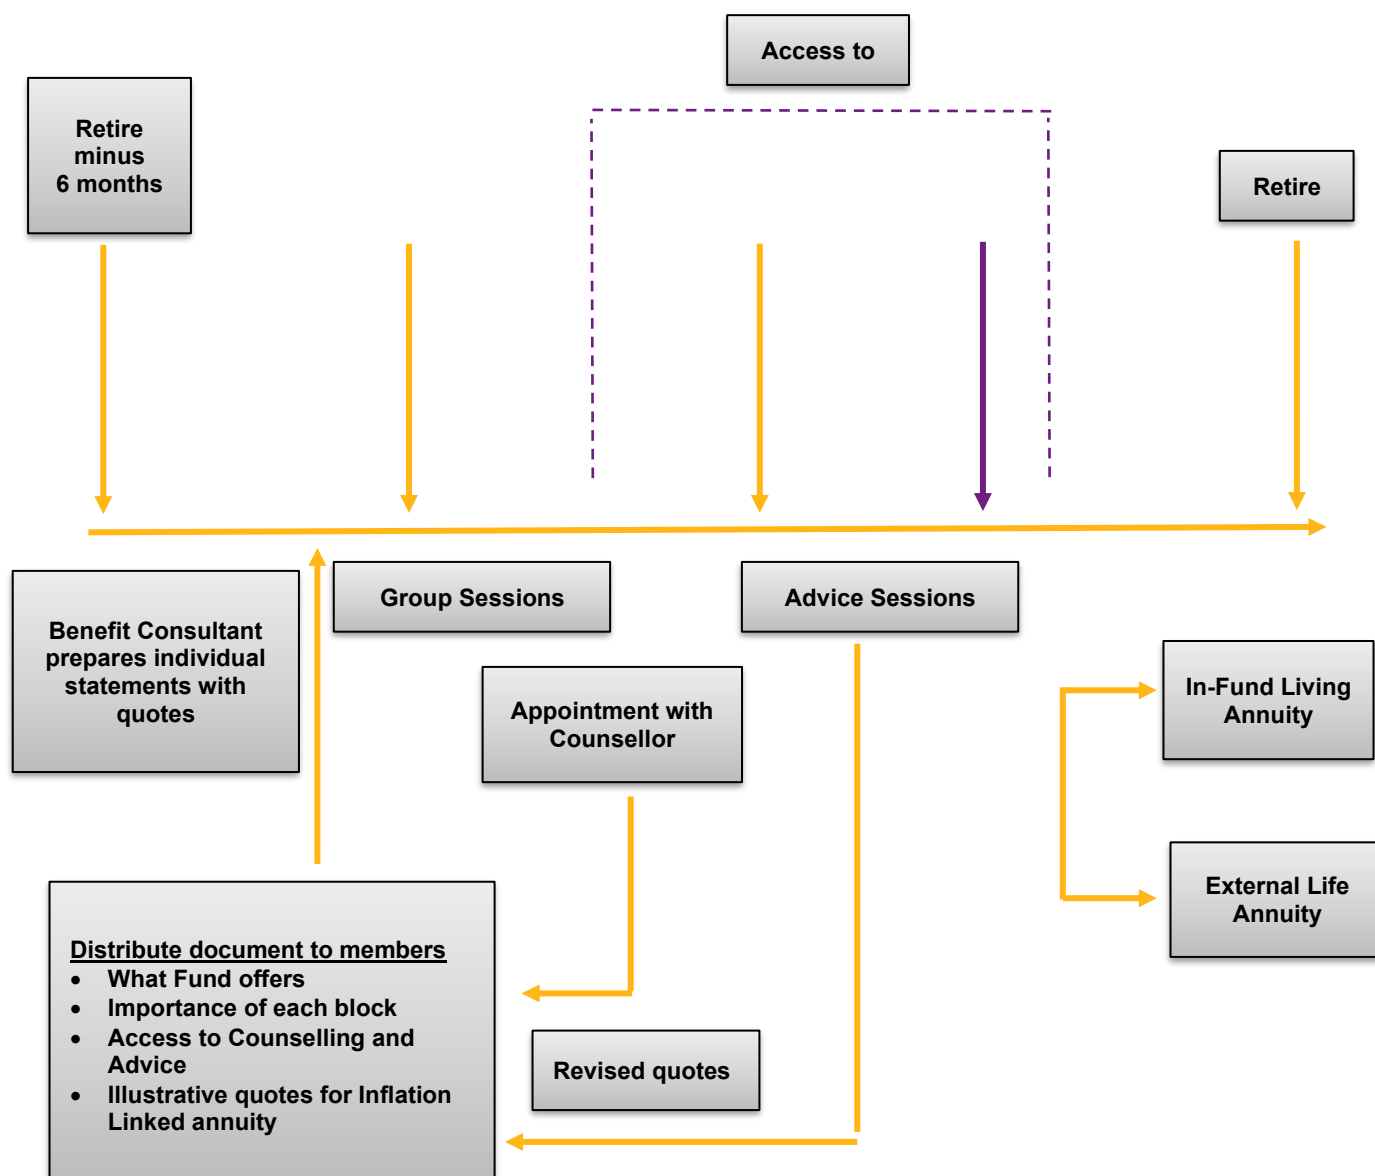 Access to
Retire
minus
6 months
Retire
Group Sessions
Advice Sessions
Benefit Consultant
prepares individual
statements with
quotes
In-Fund Living
Annuity
Appointment with
Counsellor
External Life
Annuity
Distribute document to members
• What Fund offers
• Importance of each block
• Access to Counselling and
Advice
• Illustrative quotes for Inflation
Linked annuity
Revised quotes